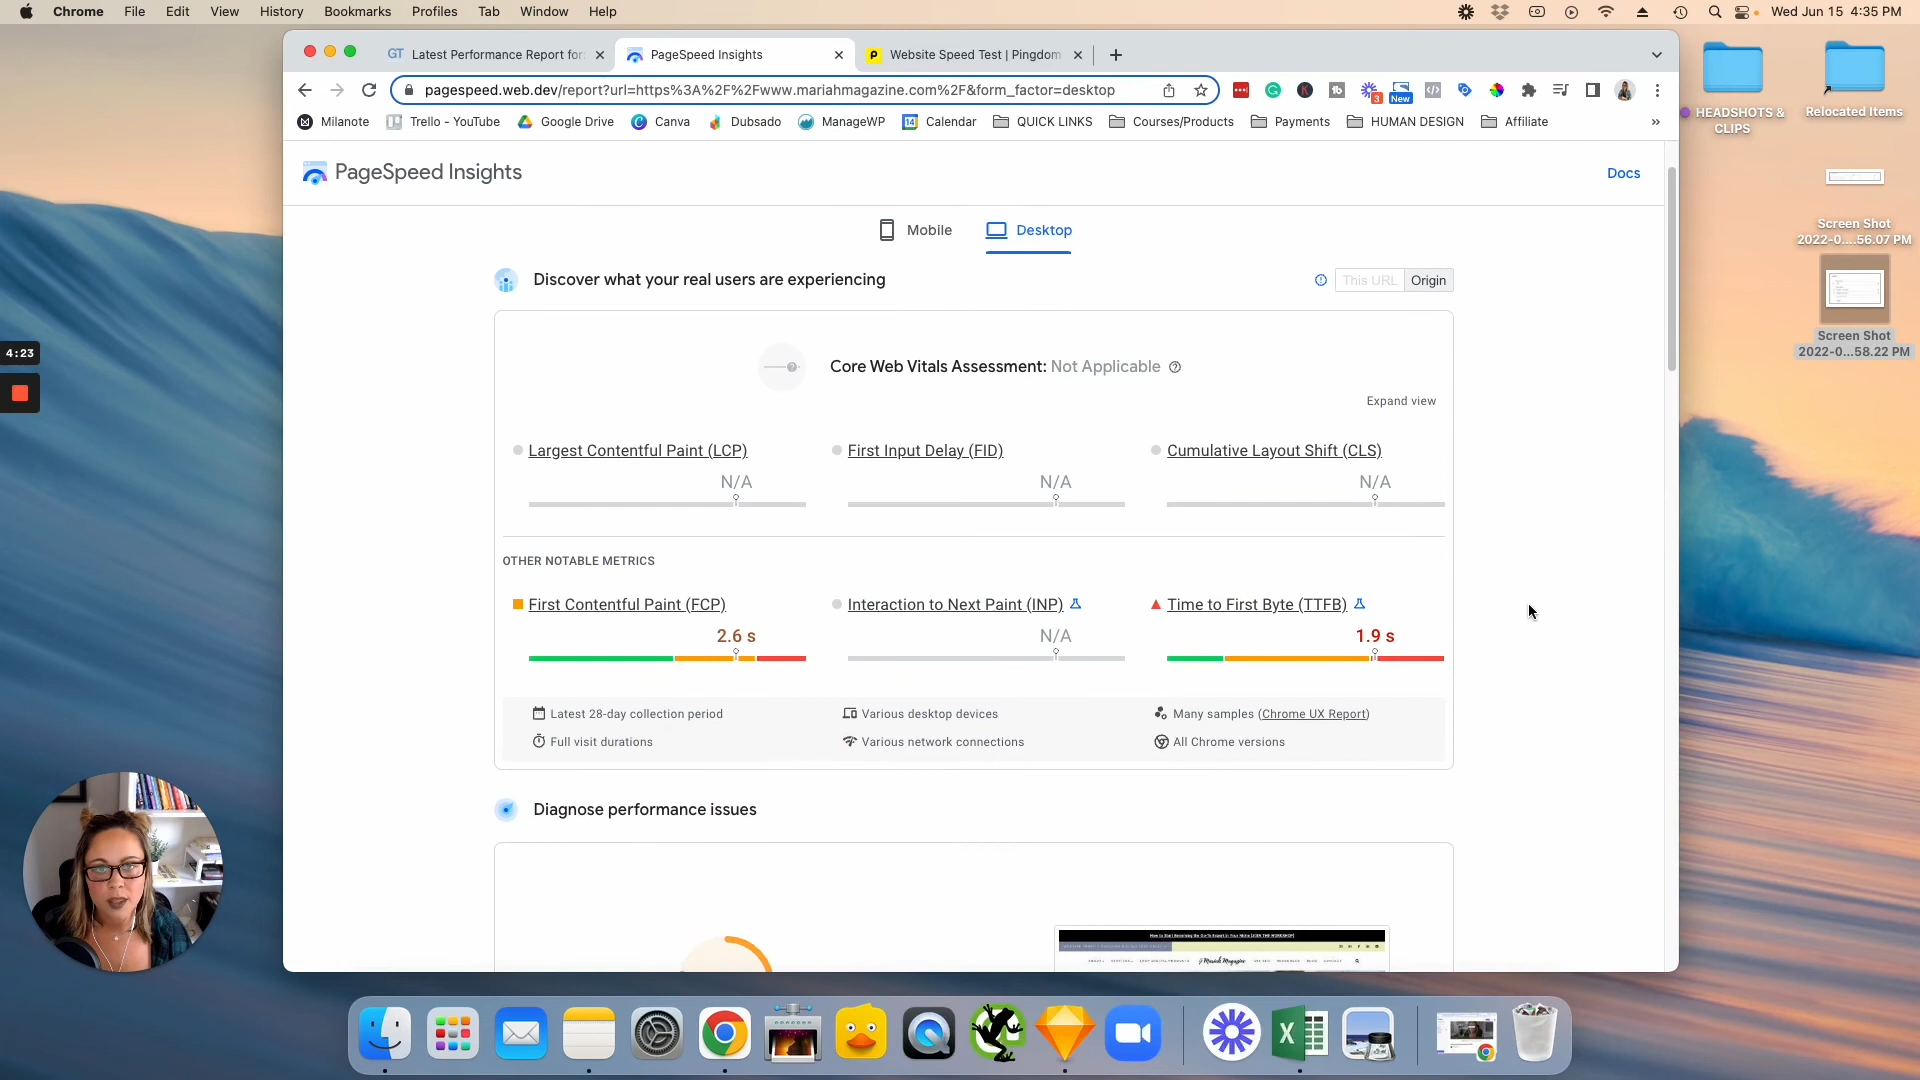 Chrome File Edit View History Bookmarks Profiles Tab Window Help Wed Jun 15 4:35 PM
GT Latest Performance Report for: PageSpeed Insights Website Speed Test | Pingdom
pagespeed.web.dev/report?url=https%3A%2F%2Fwww.mariahmagazine.com%2F&form_factor=desktop
3 New
Milanote Trello - YouTube Google Drive Canva Dubsado ManageWP 14 Calendar QUICK LINKS Courses/Products Payments HUMAN DESIGN Affiliate »
HEADSHOTS & CLIPS
Relocated Items
Screen Shot
2022-0....56.07 PM
Screen Shot
2022-0...58.22 PM
4:23
PageSpeed Insights
Docs
Mobile Desktop
Discover what your real users are experiencing
This URL Origin
Core Web Vitals Assessment: Not Applicable
Expand view
Largest Contentful Paint (LCP) First Input Delay (FID) Cumulative Layout Shift (CLS)
N/A N/A N/A
OTHER NOTABLE METRICS
First Contentful Paint (FCP) Interaction to Next Paint (INP) Time to First Byte (TTFB)
2.6 s N/A 1.9 s
Latest 28-day collection period Various desktop devices Many samples (Chrome UX Report)
Full visit durations Various network connections All Chrome versions
Diagnose performance issues